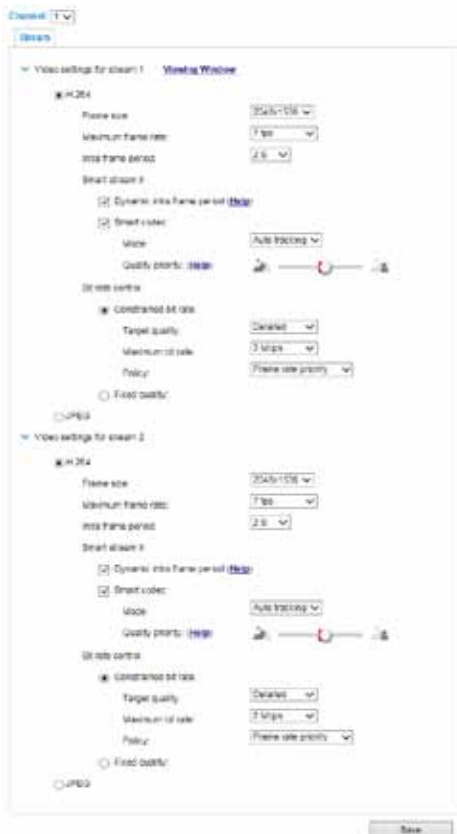 Channel: 1
Stream
Video settings for stream 1 Viewing Window
H.264
Frame size: 2048x1536
Maximum frame rate: 7 fps
Intra frame period: 2 S
Smart stream II:
Dynamic intra frame period (Help)
Smart codec:
Mode: Auto tracking
Quality priority: (Help)
Bit rate control
Constrained bit rate:
Target quality: Detailed
Maximum bit rate: Mbps
Policy: Frame rate priority
Fixed quality:
JPEG
Video settings for stream 2
H.264
Frame size: 2048x1536
Maximum frame rate: 7 fps
Intra frame period: 2 S
Smart stream II:
Dynamic intra frame period (Help)
Smart codec:
Mode: Auto tracking
Quality priority: (Help)
Bit rate control
Constrained bit rate:
Target quality: Detailed
Maximum bit rate: Mbps
Policy: Frame rate priority
Fixed quality:
JPEG
Save